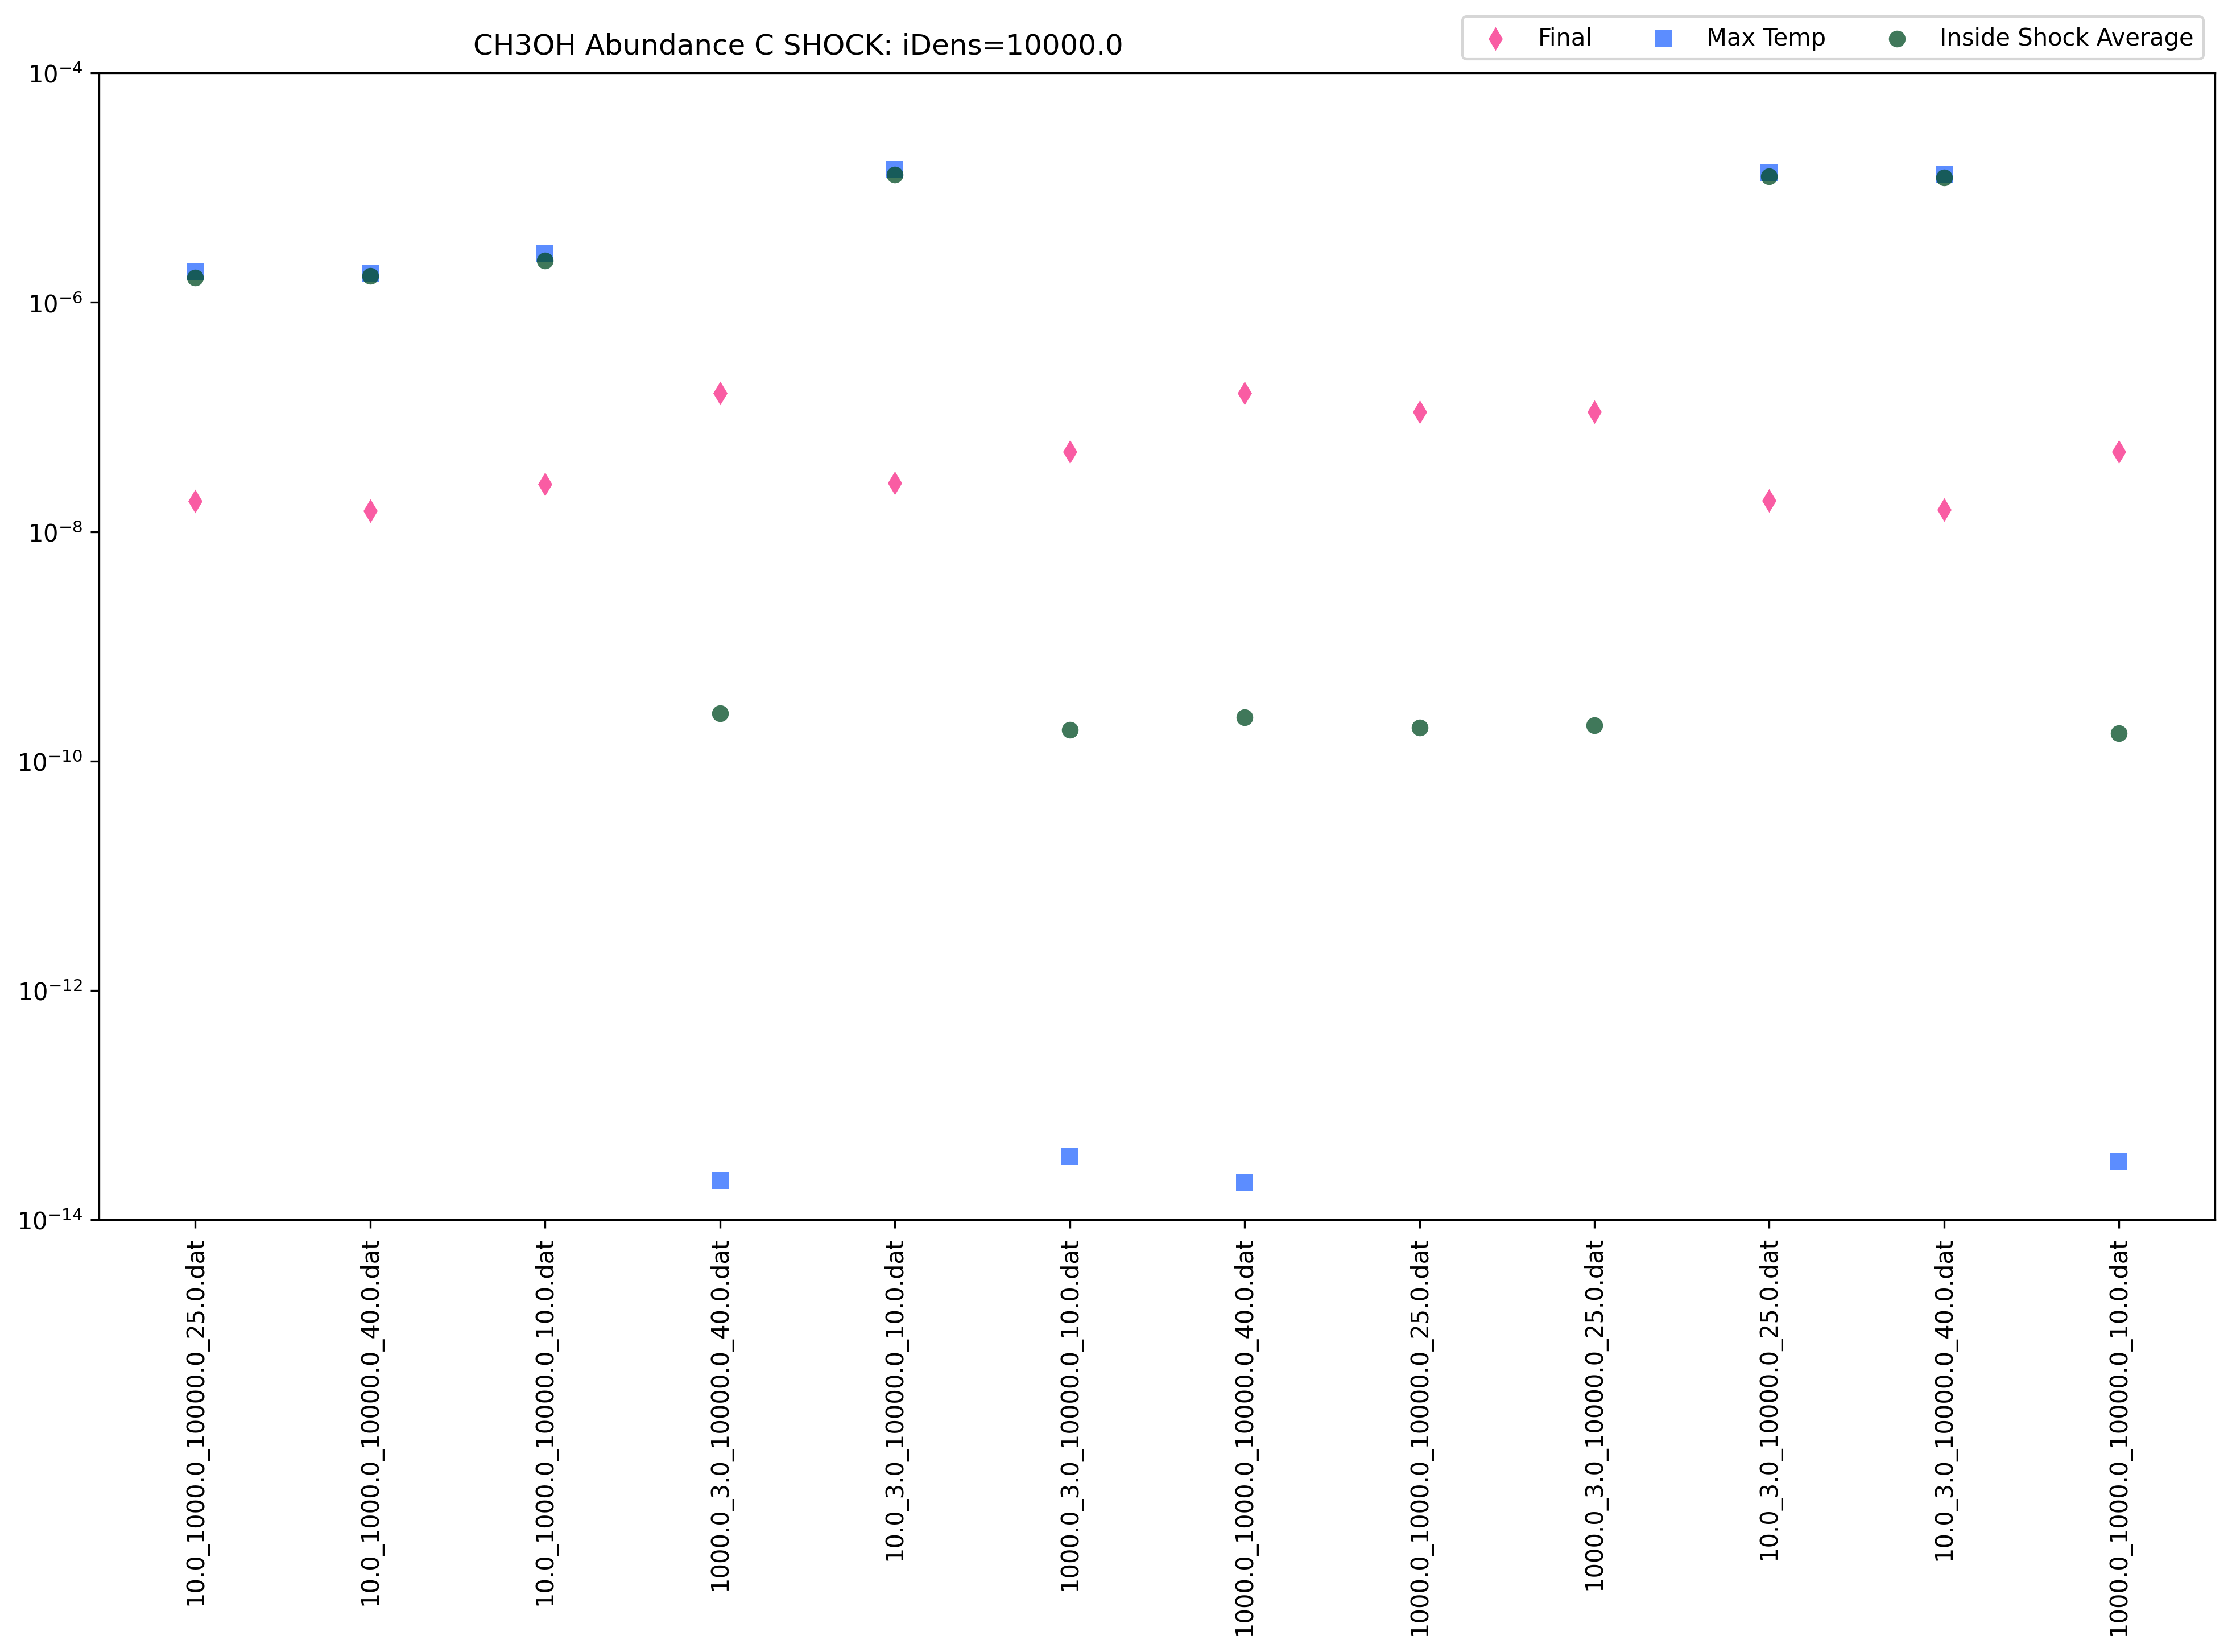 CH3OH Abundance C SHOCK: iDens=10000.0
Final
Max Temp
Inside Shock Average
10⁻⁴
10⁻⁶
10⁻⁸
10⁻¹⁰
10⁻¹²
10⁻¹⁴
10.0_1000.0_10000.0_25.0.dat
10.0_1000.0_10000.0_40.0.dat
10.0_1000.0_10000.0_10.0.dat
1000.0_3.0_10000.0_40.0.dat
10.0_3.0_10000.0_10.0.dat
1000.0_3.0_10000.0_10.0.dat
1000.0_1000.0_10000.0_40.0.dat
1000.0_1000.0_10000.0_25.0.dat
1000.0_3.0_10000.0_25.0.dat
10.0_3.0_10000.0_25.0.dat
10.0_3.0_10000.0_40.0.dat
1000.0_1000.0_10000.0_10.0.dat